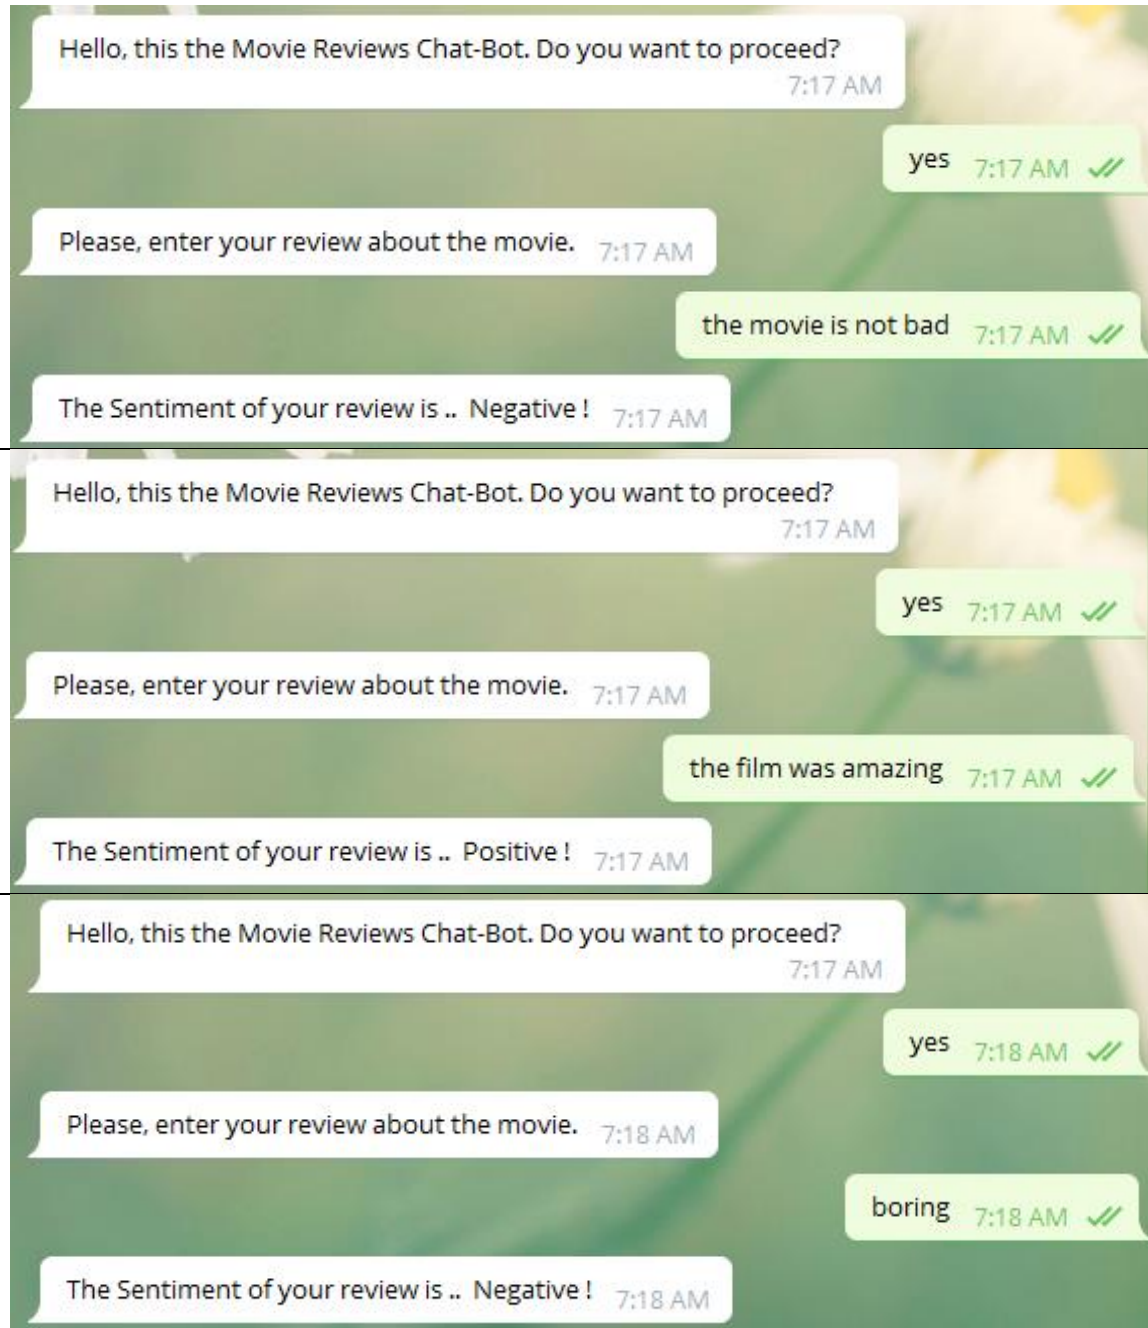 Hello, this the Movie Reviews Chat-Bot. Do you want to proceed?
7:17 AM
yes 7:17 AM
Please, enter your review about the movie. 7:17 AM
the movie is not bad 7:17 AM
The Sentiment of your review is .. Negative ! 7:17 AM
Hello, this the Movie Reviews Chat-Bot. Do you want to proceed?
7:17 AM
yes 7:17 AM
Please, enter your review about the movie. 7:17 AM
the film was amazing 7:17 AM
The Sentiment of your review is .. Positive ! 7:17 AM
Hello, this the Movie Reviews Chat-Bot. Do you want to proceed?
7:17 AM
yes 7:18 AM
Please, enter your review about the movie. 7:18 AM
boring 7:18 AM
The Sentiment of your review is .. Negative ! 7:18 AM